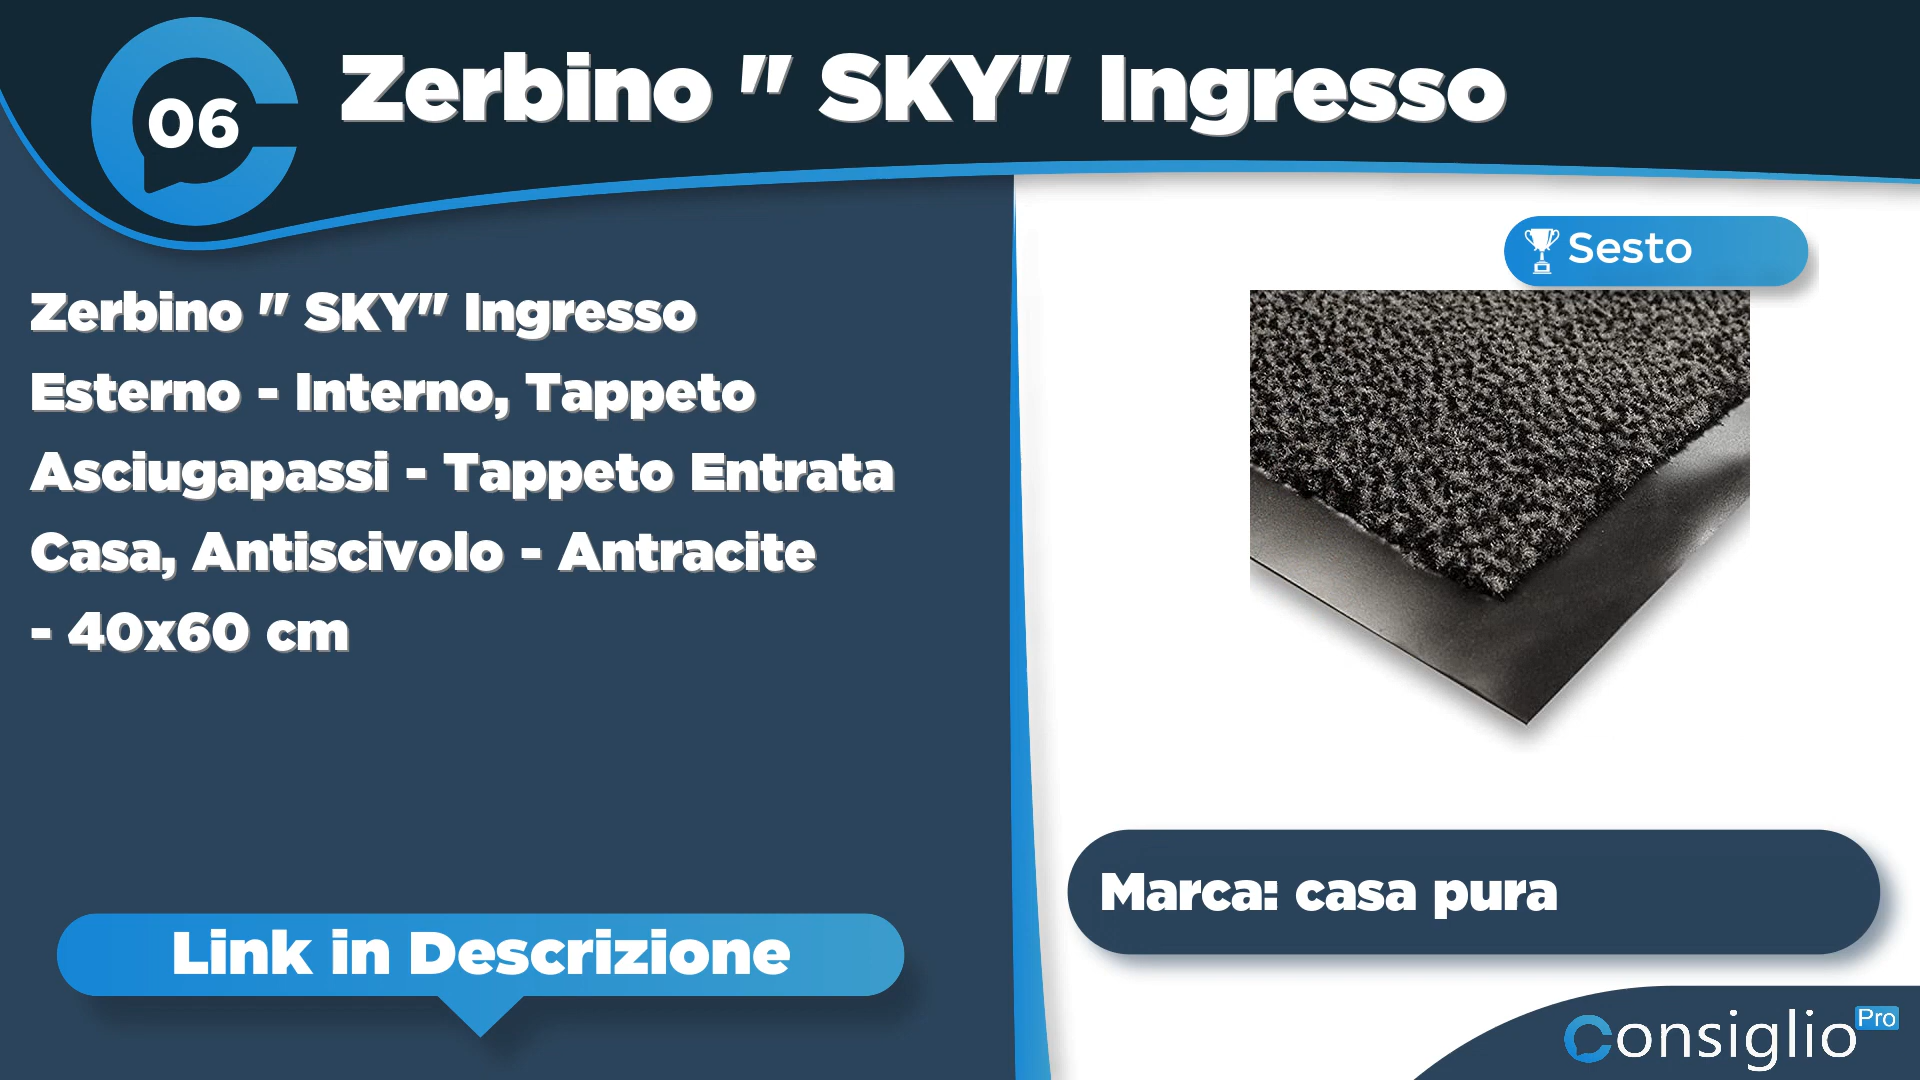 06
Zerbino " SKY" Ingresso
Sesto
Zerbino " SKY" Ingresso
Esterno - Interno, Tappeto
Asciugapassi - Tappeto Entrata
Casa, Antiscivolo - Antracite
- 40x60 cm
Marca: casa pura
Link in Descrizione
Consiglio Pro